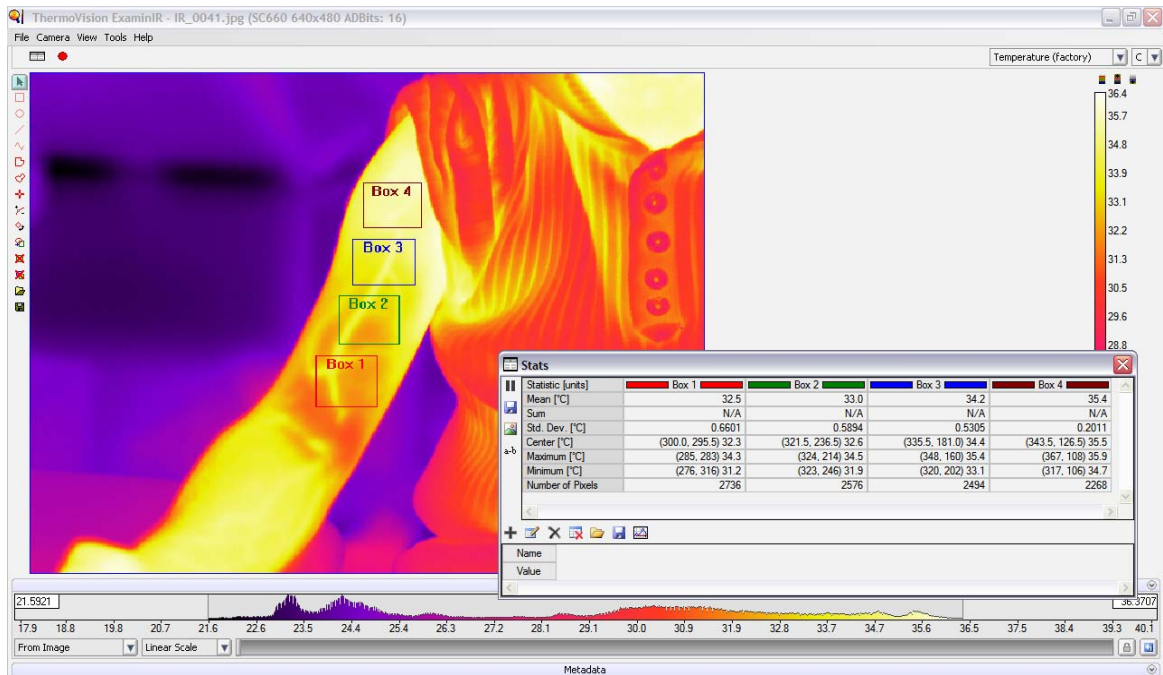 ThermoVision ExaminIR - IR_0041.jpg (SC660 640x480 ADBits: 16)
File Camera View Tools Help
Temperature (factory) C
36.4
35.7
34.8
33.9
33.1
32.2
31.3
30.5
29.6
28.8
Box 4
Box 3
Box 2
Box 1
Stats
Statistic [units] Box 1 Box 2 Box 3 Box 4
Mean [°C] 32.5 33.0 34.2 35.4
Sum N/A N/A N/A N/A
Std. Dev. [°C] 0.6601 0.5894 0.5305 0.2011
Center [°C] (300.0, 295.5) 32.3 (321.5, 236.5) 32.6 (335.5, 181.0) 34.4 (343.5, 126.5) 35.5
Maximum [°C] (285, 283) 34.3 (324, 214) 34.5 (348, 160) 35.4 (367, 108) 35.9
Minimum [°C] (276, 316) 31.2 (323, 246) 31.9 (320, 202) 33.1 (317, 106) 34.7
Number of Pixels 2736 2576 2494 2268
a-b
Name
Value
21.5921 36.3707
17.9 18.8 19.8 20.7 21.6 22.6 23.5 24.4 25.4 26.3 27.2 28.1 29.1 30.0 30.9 31.9 32.8 33.7 34.7 35.6 36.5 37.5 38.4 39.3 40.1
From Image Linear Scale
Metadata